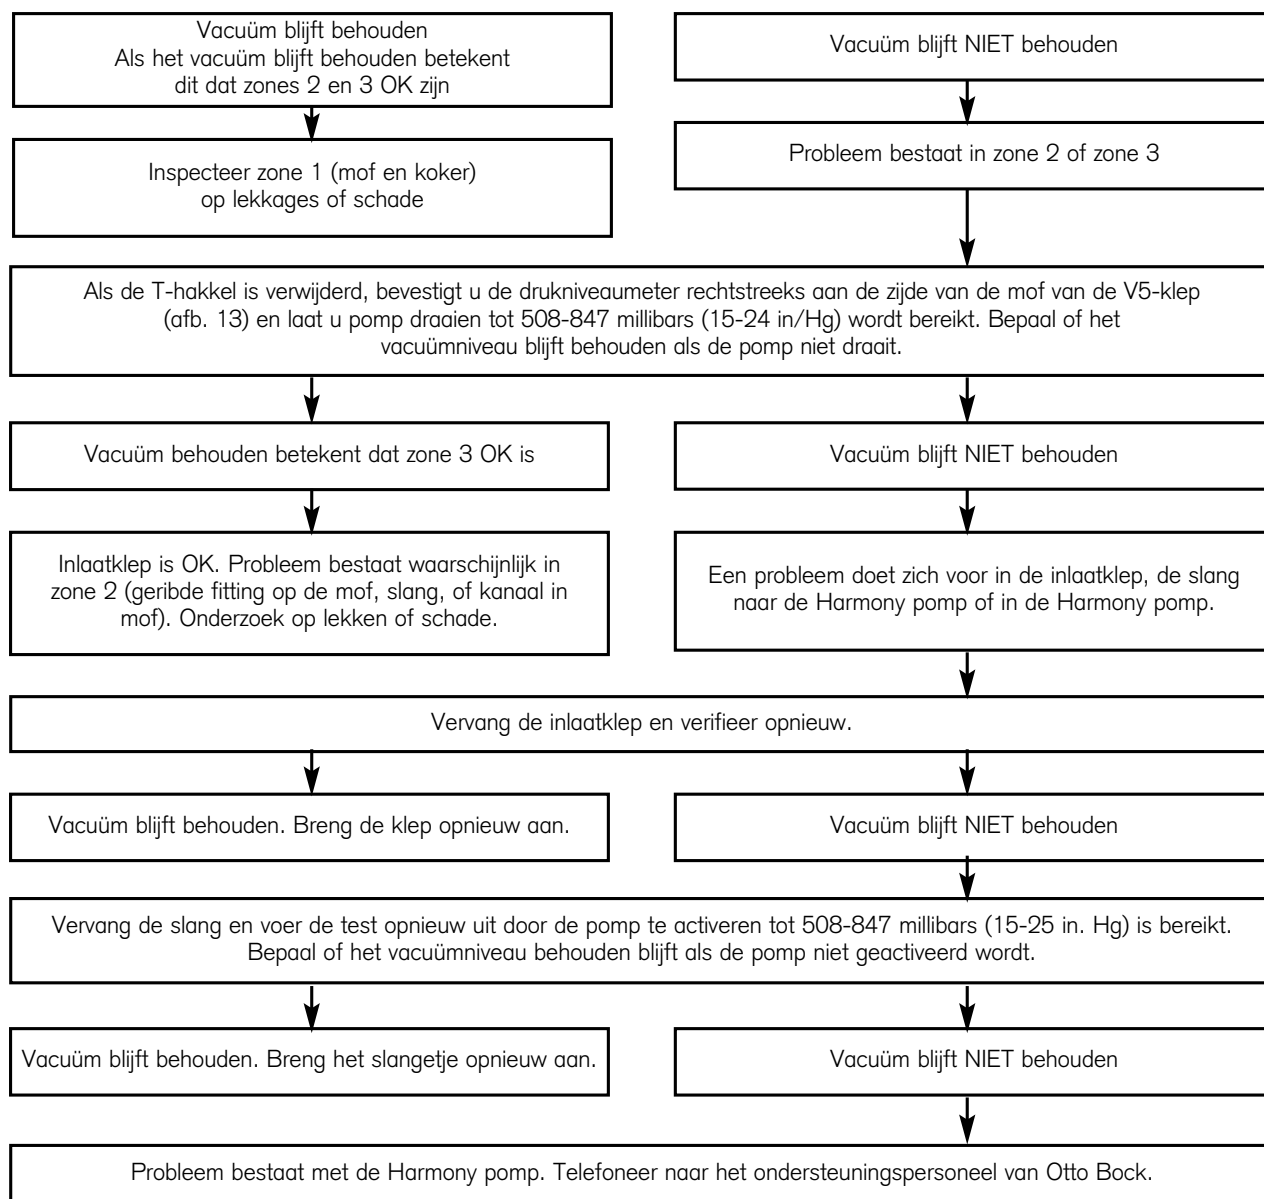 Vacuüm blijft behouden
Als het vacuüm blijft behouden betekent
dit dat zones 2 en 3 OK zijn
Vacuüm blijft NIET behouden
Inspecteer zone 1 (mof en koker)
op lekkages of schade
Probleem bestaat in zone 2 of zone 3
Als de T-hakkel is verwijderd, bevestigt u de drukniveaumeter rechtstreeks aan de zijde van de mof van de V5-klep
(afb. 13) en laat u pomp draaien tot 508-847 millibars (15-24 in/Hg) wordt bereikt. Bepaal of het
vacuümniveau blijft behouden als de pomp niet draait.
Vacuüm behouden betekent dat zone 3 OK is
Vacuüm blijft NIET behouden
Inlaatklep is OK. Probleem bestaat waarschijnlijk in
zone 2 (geribde fitting op de mof, slang, of kanaal in
mof). Onderzoek op lekken of schade.
Een probleem doet zich voor in de inlaatklep, de slang
naar de Harmony pomp of in de Harmony pomp.
Vervang de inlaatklep en verifieer opnieuw.
Vacuüm blijft behouden. Breng de klep opnieuw aan.
Vacuüm blijft NIET behouden
Vervang de slang en voer de test opnieuw uit door de pomp te activeren tot 508-847 millibars (15-25 in. Hg) is bereikt.
Bepaal of het vacuümniveau behouden blijft als de pomp niet geactiveerd wordt.
Vacuüm blijft behouden. Breng het slangetje opnieuw aan.
Vacuüm blijft NIET behouden
Probleem bestaat met de Harmony pomp. Telefoneer naar het ondersteuningspersoneel van Otto Bock.